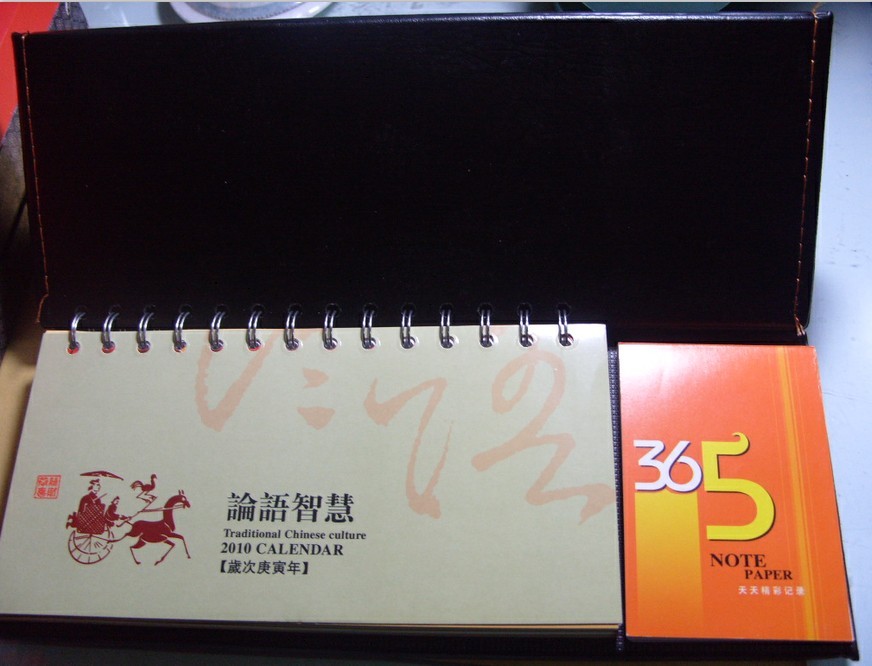 論語智慧
Traditional Chinese culture
2010 CALENDAR
【歲次庚寅年】
365
NOTE
PAPER
天天精彩记录